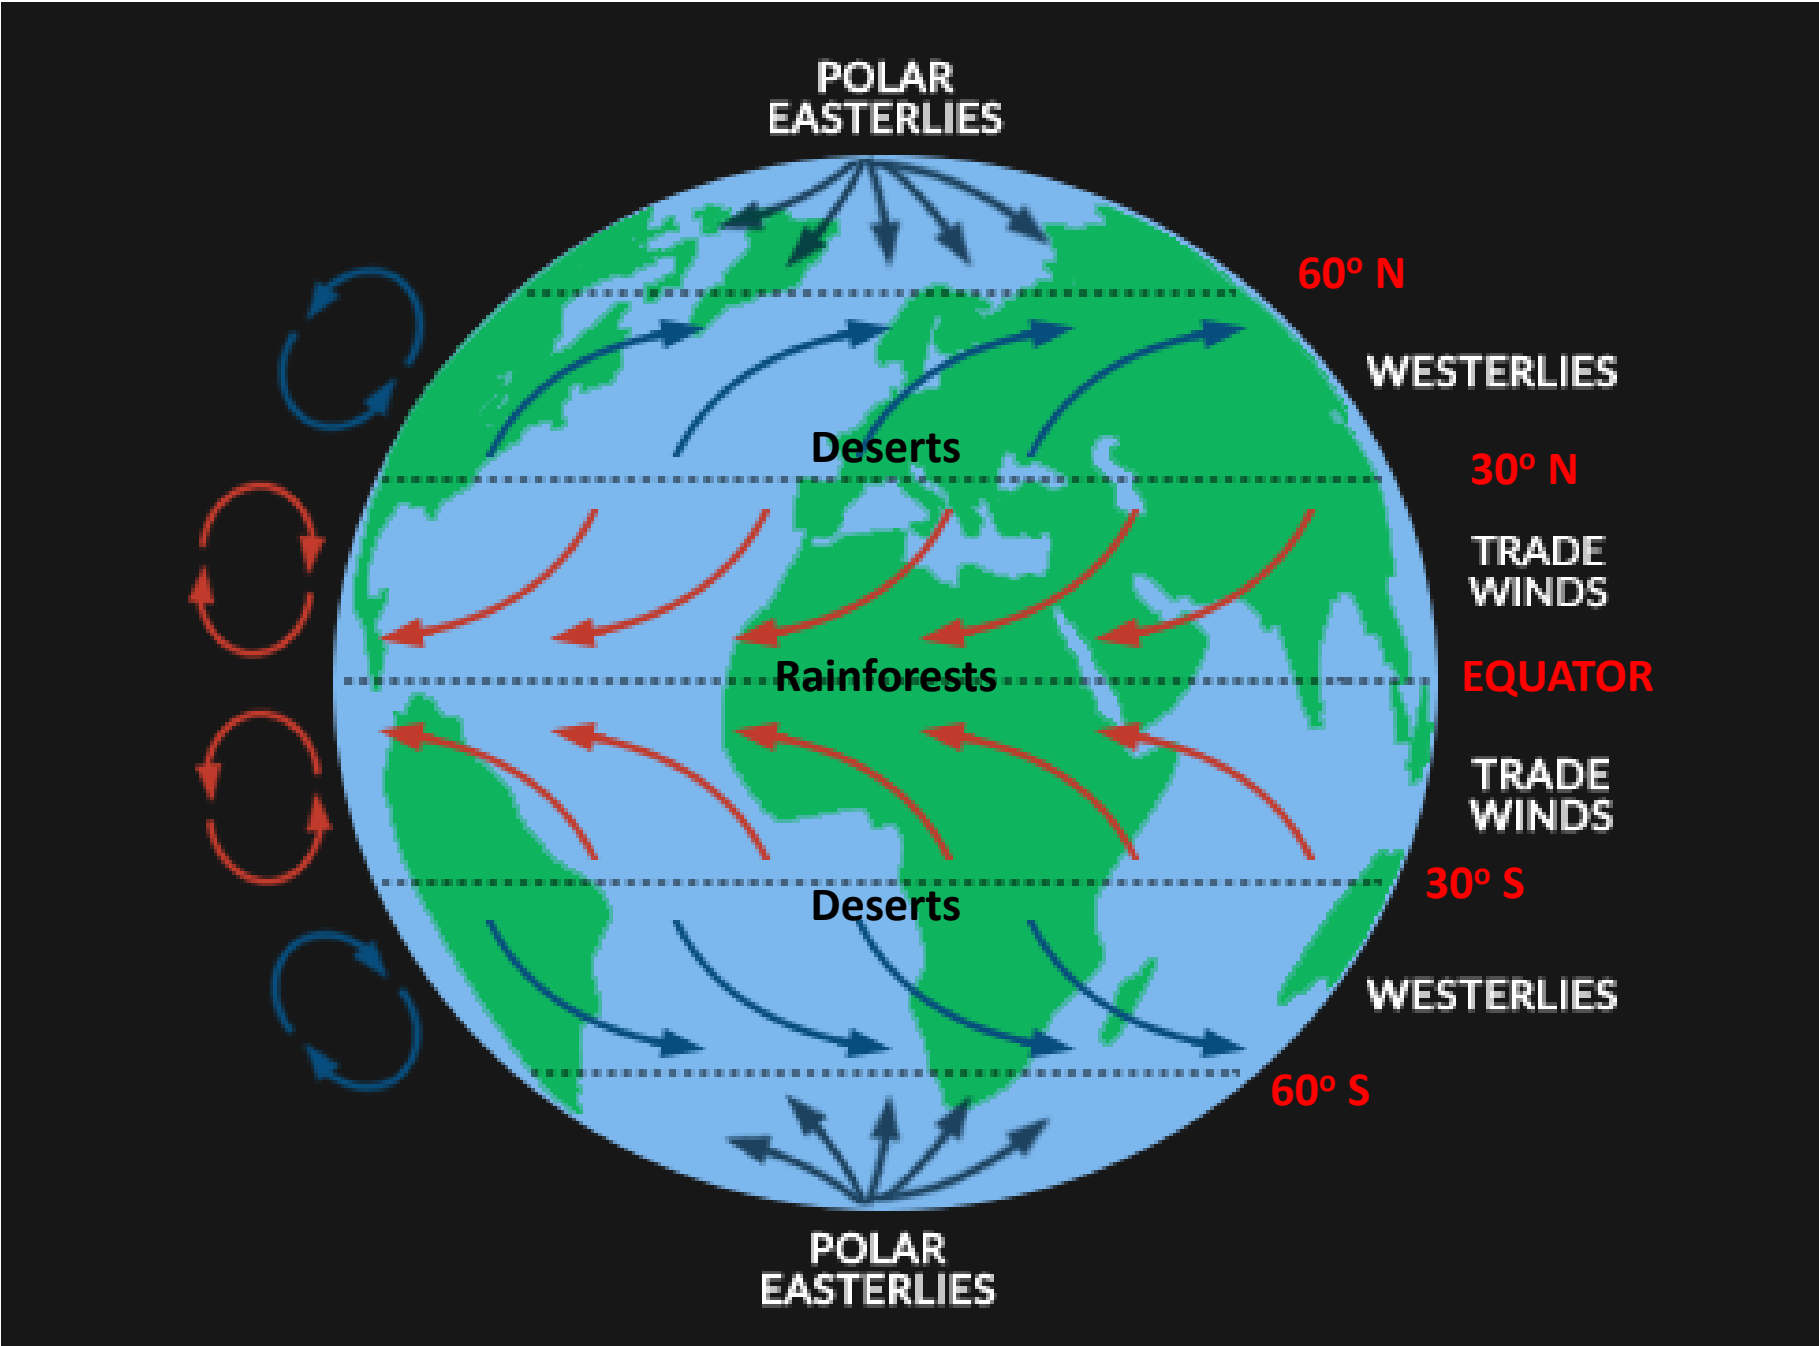 POLAR
EASTERLIES
60º N
WESTERLIES
Deserts
30º N
TRADE
WINDS
Rainforests
EQUATOR
TRADE
WINDS
30º S
Deserts
WESTERLIES
60º S
POLAR
EASTERLIES